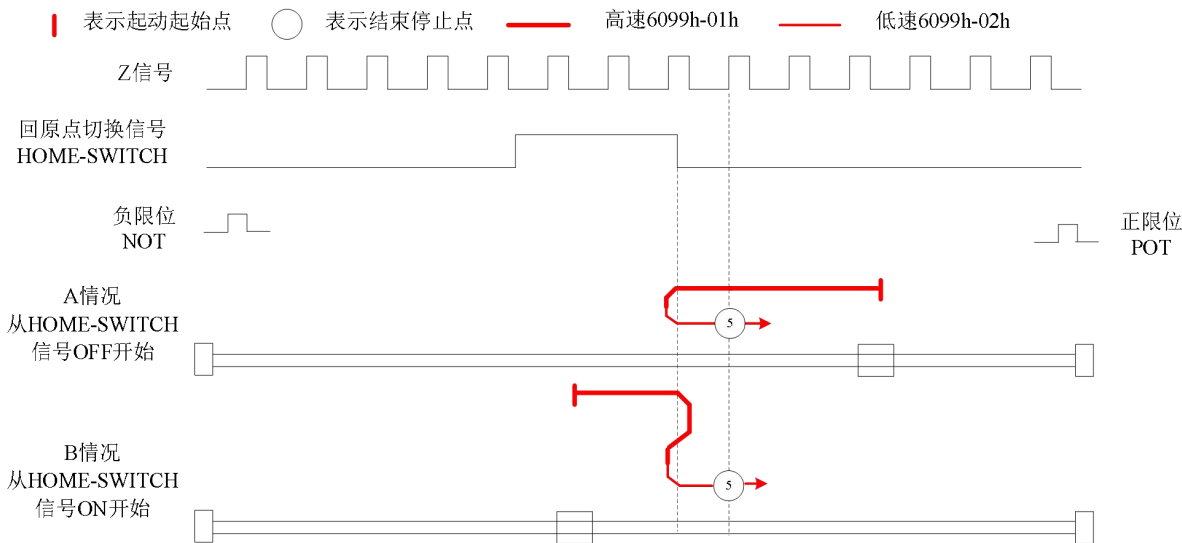 表示起动起始点
表示结束停止点
高速6099h-01h
低速6099h-02h
Z信号
回原点切换信号
HOME-SWITCH
负限位
NOT
正限位
POT
A情况
从HOME-SWITCH
信号OFF开始
5
B情况
从HOME-SWITCH
信号ON开始
5